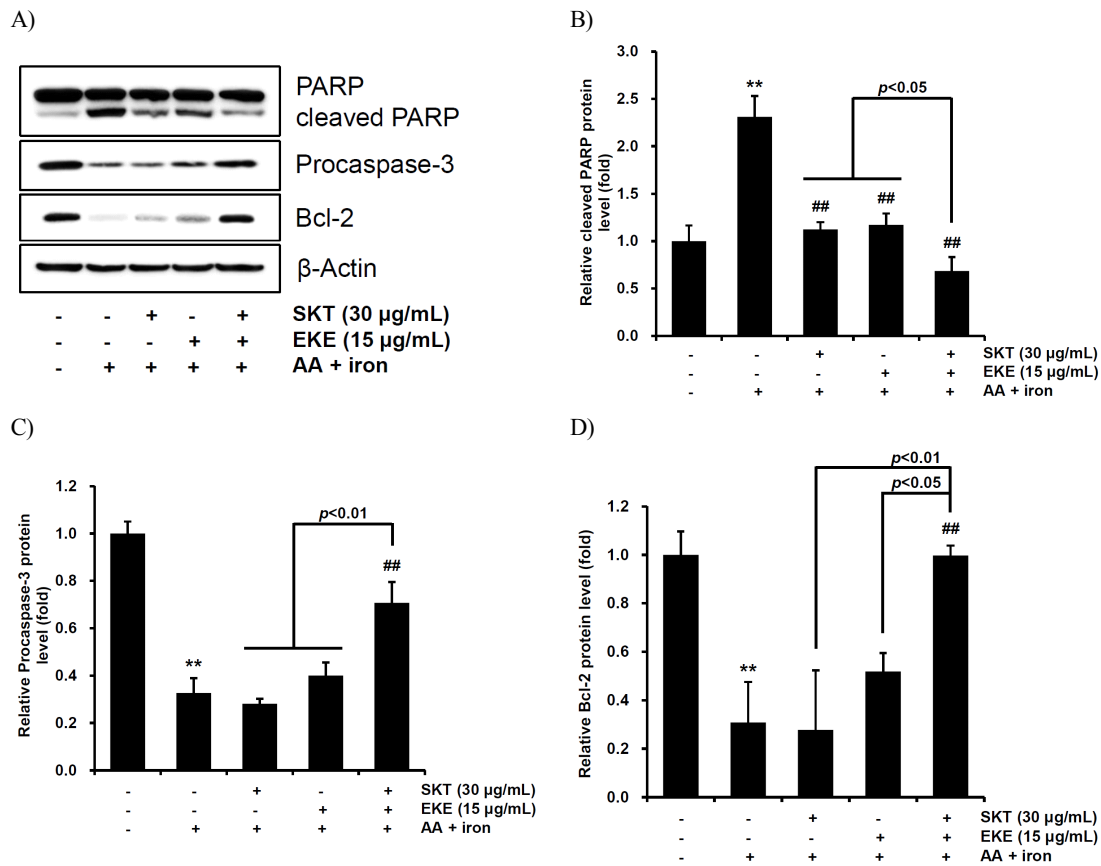 A)
PARP
cleaved PARP
Procaspase-3
Bcl-2
β-Actin
- - + - + SKT (30 µg/mL)
- - - + + EKE (15 µg/mL)
- + + + + AA + iron
B)
Relative cleaved PARP protein
level (fold)
3.0
2.5
2.0
1.5
1.0
0.5
0.0
**
p<0.05
##
##
##
- - + - + SKT (30 µg/mL)
- - - + + EKE (15 µg/mL)
- + + + + AA + iron
C)
Relative Procaspase-3 protein
level (fold)
1.2
1.0
0.8
0.6
0.4
0.2
0.0
**
p<0.01
##
- - + - + SKT (30 µg/mL)
- - - + + EKE (15 µg/mL)
- + + + + AA + iron
D)
Relative Bcl-2 protein level (fold)
1.2
1.0
0.8
0.6
0.4
0.2
0.0
**
p<0.01
p<0.05
##
- - + - + SKT (30 µg/mL)
- - - + + EKE (15 µg/mL)
- + + + + AA + iron